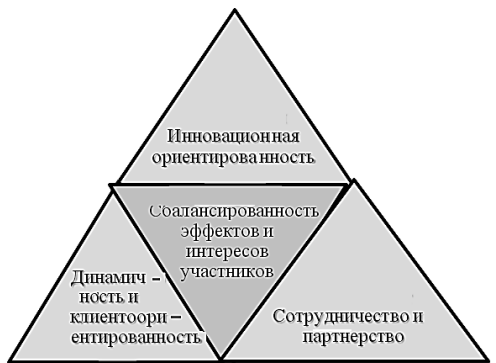 Инновационная
ориентированность
Сбалансированность
эффектов и
интересов
участников
Динамич –
ность и
клиентоори –
ентированность
Сотрудничество и
партнерство